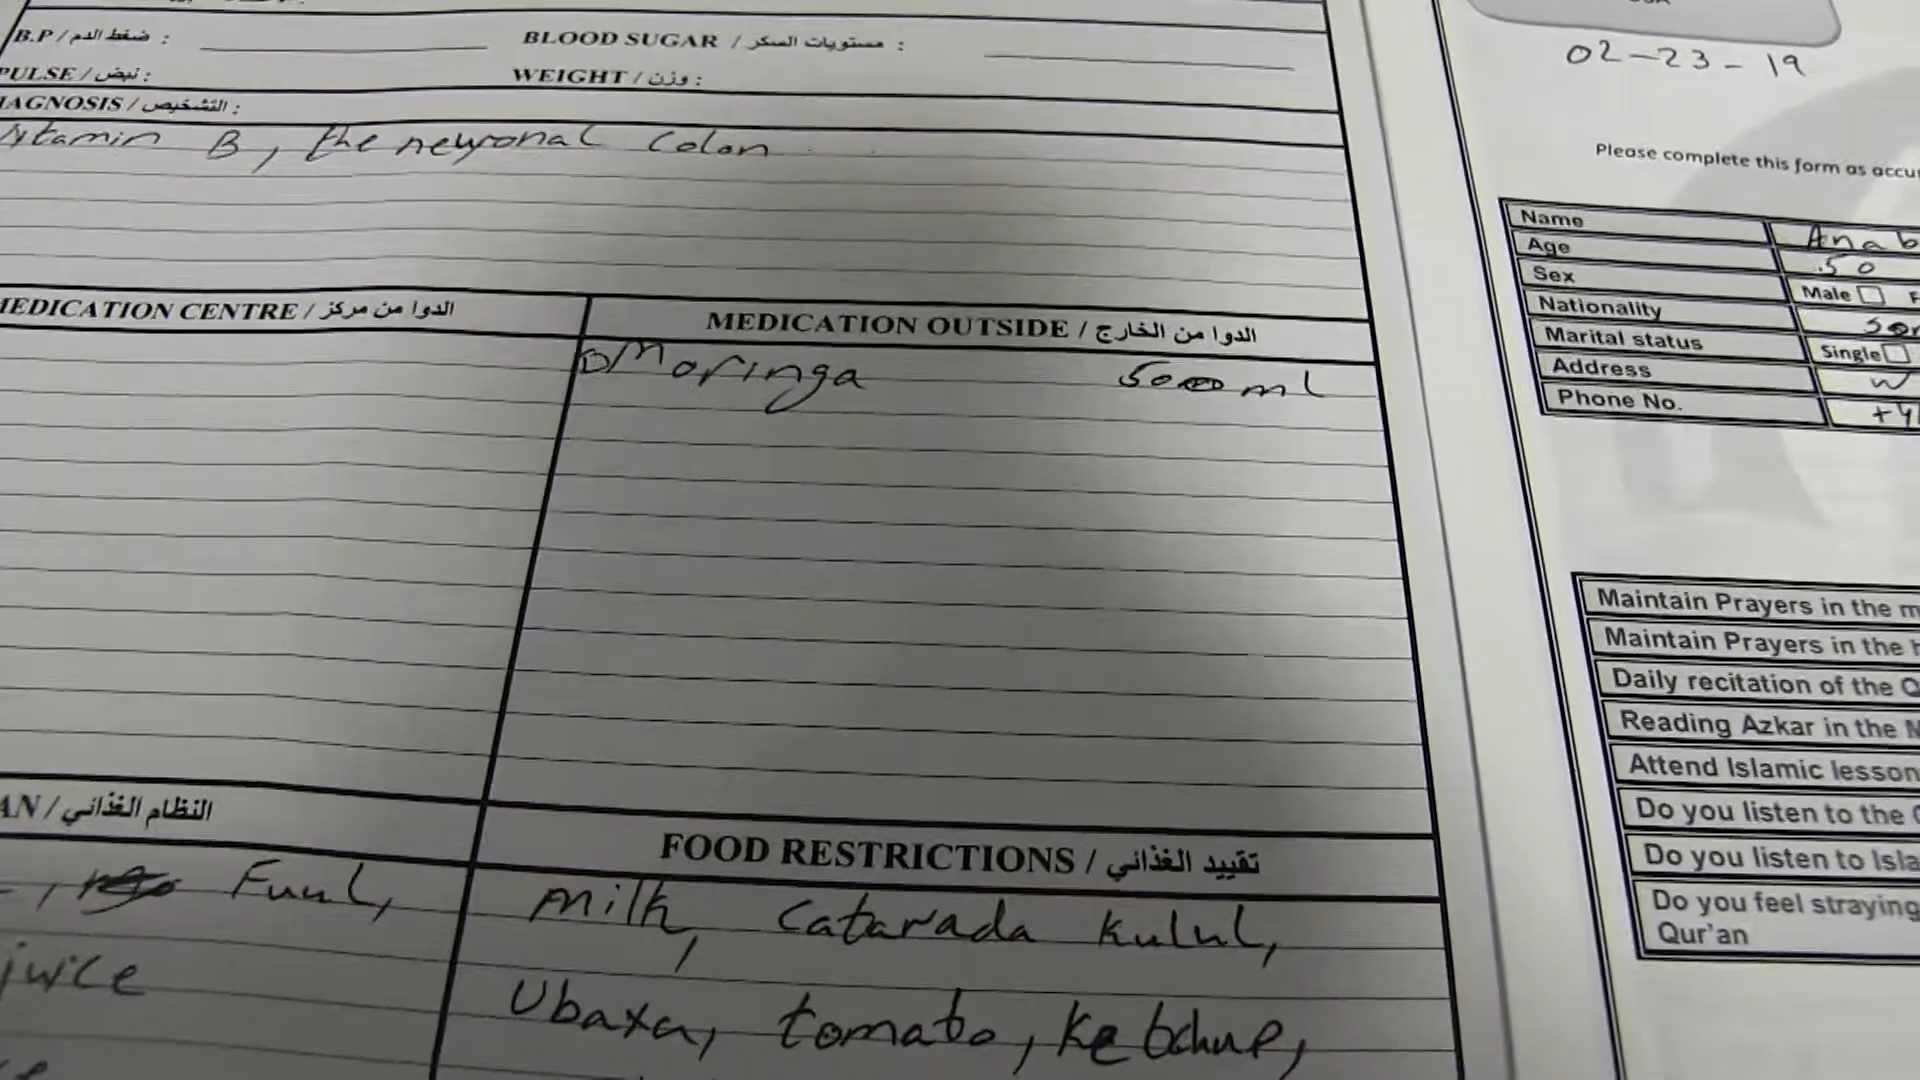 B.P / ضغط الدم :
BLOOD SUGAR / مستويات السكر :
PULSE / نبض :
WEIGHT / وزن :
IAGNOSIS / التشخيص :
Vitamin B, the neuronal Colon
MEDICATION CENTRE / الدوا من مركز
MEDICATION OUTSIDE / الدوا من الخارج
Moringa ml
AN / النظام الغذائي
FOOD RESTRICTIONS / تقييد الغذائي
Fuul,
milk, Catarada Kulul,
juice
Ubaxa, tomato, Ketchup,
02-23-19
Please complete this form as accu
Name Anab
Age 50
Sex Male F
Nationality
Marital status Single
Address W
Phone No.
Maintain Prayers in the m
Maintain Prayers in the h
Daily recitation of the Q
Reading Azkar in the M
Attend Islamic lesson
Do you listen to the Q
Do you listen to Isla
Do you feel straying
Qur'an